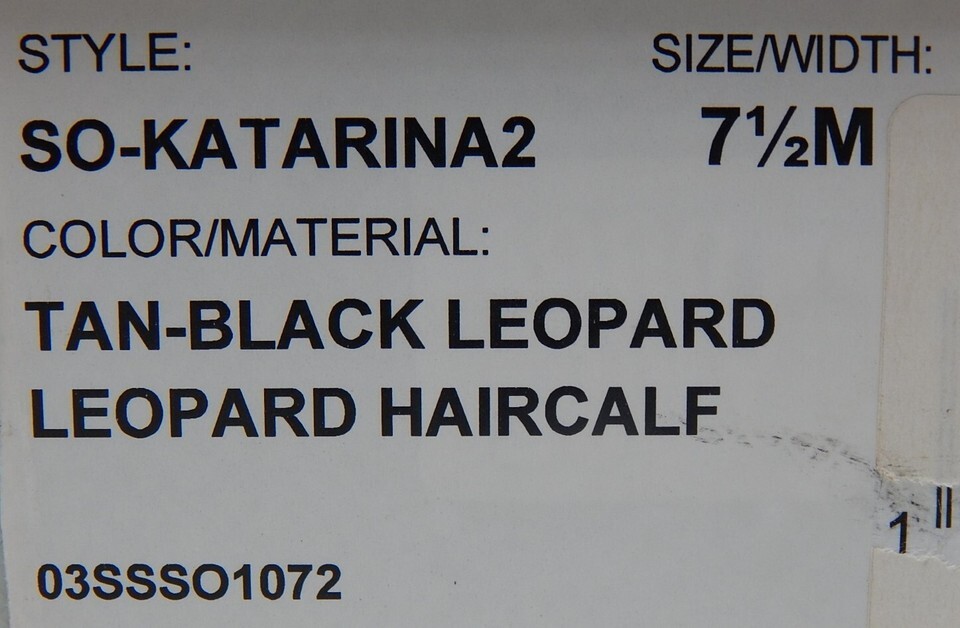 STYLE: SIZE/WIDTH:
SO-KATARINA2 7½M
COLOR/MATERIAL:
TAN-BLACK LEOPARD
LEOPARD HAIRCALF
1
03SSSO1072